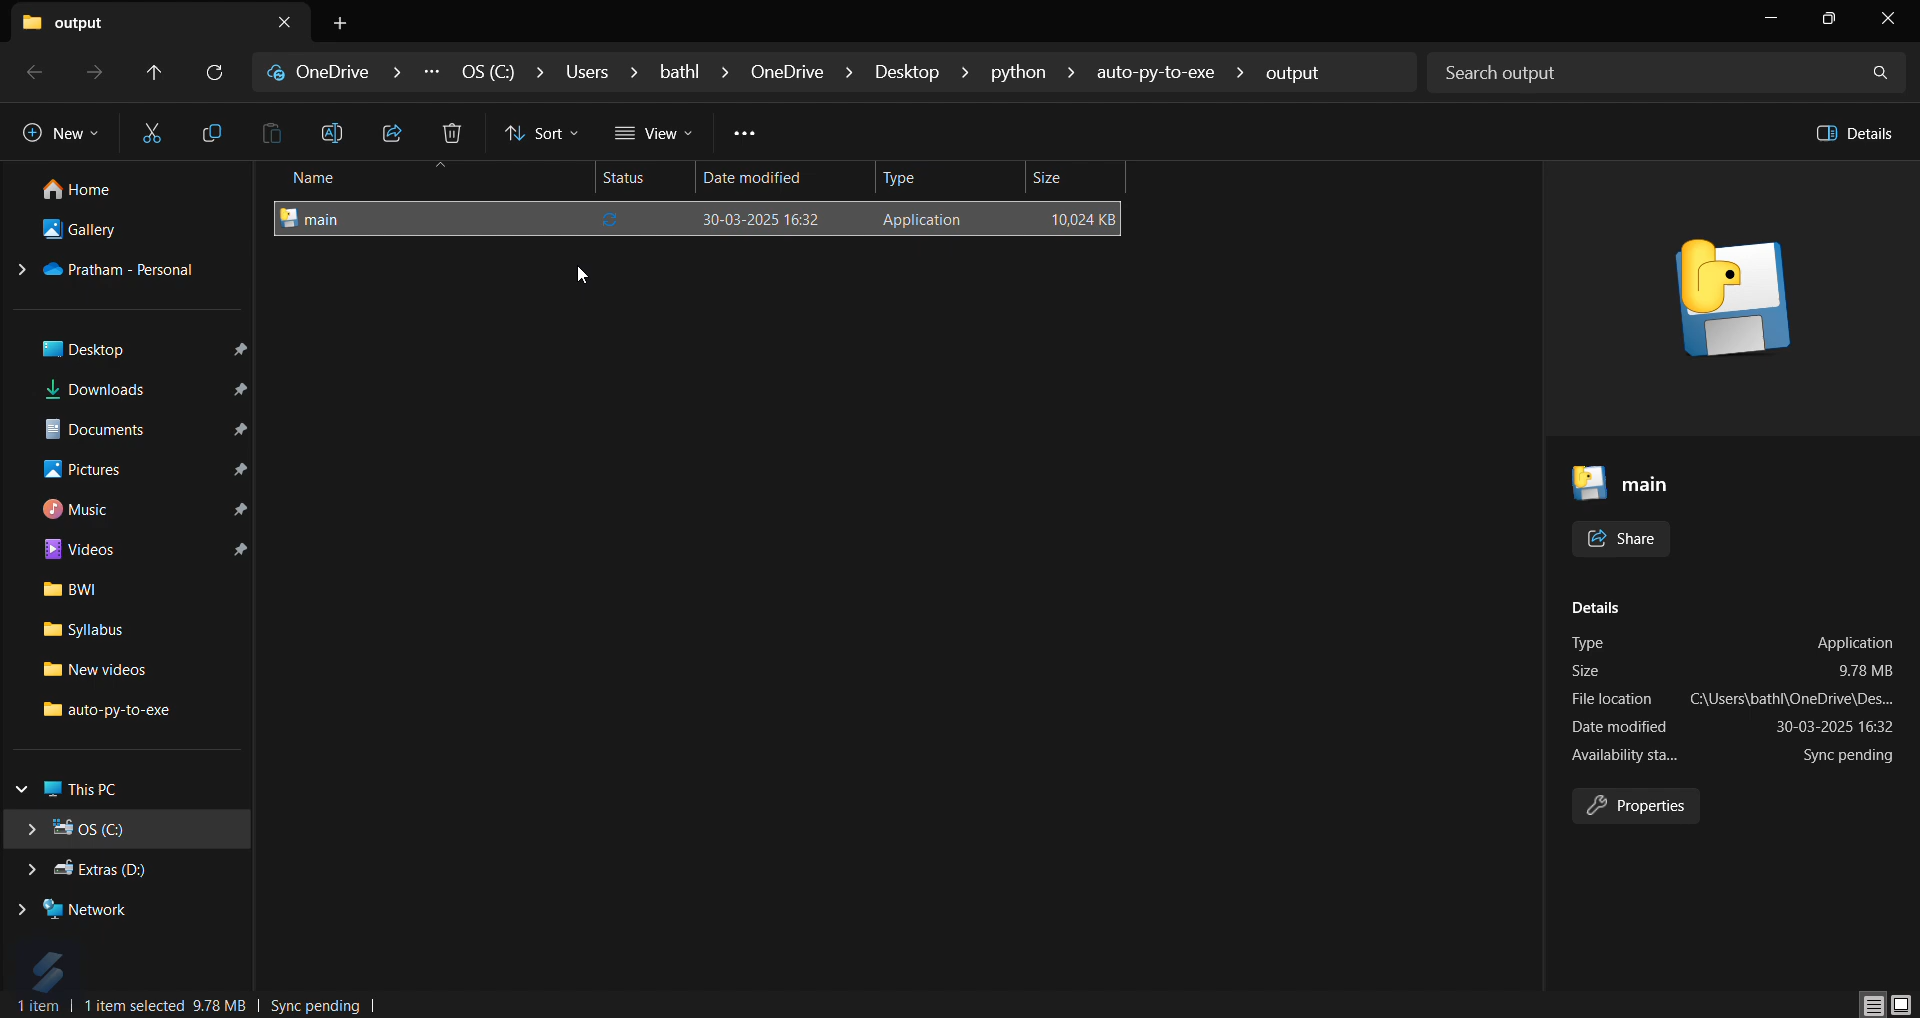 output
OneDrive > ... OS (C:) > Users > bathl > OneDrive > Desktop > python > auto-py-to-exe > output
Search output
New
Sort
View
Details
Home
Gallery
Pratham - Personal
Desktop
Downloads
Documents
Pictures
Music
Videos
BWI
Syllabus
New videos
auto-py-to-exe
This PC
OS (C:)
Extras (D:)
Network
Name Status Date modified Type Size
main 30-03-2025 16:32 Application 10,024 KB
main
Share
Details
Type Application
Size 9.78 MB
File location C:\Users\bathl\OneDrive\Des...
Date modified 30-03-2025 16:32
Availability sta... Sync pending
Properties
1 item | 1 item selected 9.78 MB | Sync pending |